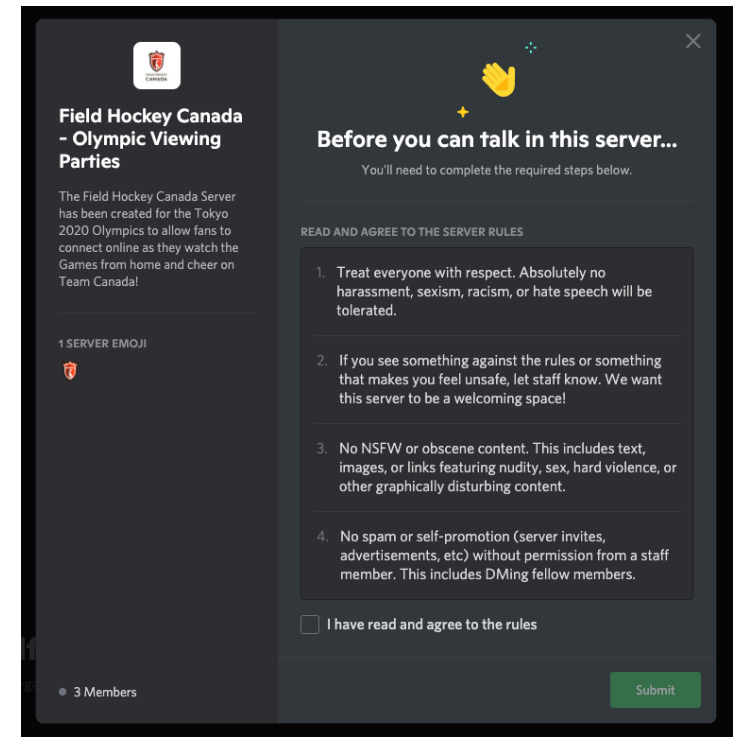 CANADA
Field Hockey Canada
- Olympic Viewing
Parties
The Field Hockey Canada Server
has been created for the Tokyo
2020 Olympics to allow fans to
connect online as they watch the
Games from home and cheer on
Team Canada!
1 SERVER EMOJI
3 Members
Before you can talk in this server...
You'll need to complete the required steps below.
READ AND AGREE TO THE SERVER RULES
1. Treat everyone with respect. Absolutely no
harassment, sexism, racism, or hate speech will be
tolerated.
2. If you see something against the rules or something
that makes you feel unsafe, let staff know. We want
this server to be a welcoming space!
3. No NSFW or obscene content. This includes text,
images, or links featuring nudity, sex, hard violence, or
other graphically disturbing content.
4. No spam or self-promotion (server invites,
advertisements, etc) without permission from a staff
member. This includes DMing fellow members.
I have read and agree to the rules
Submit